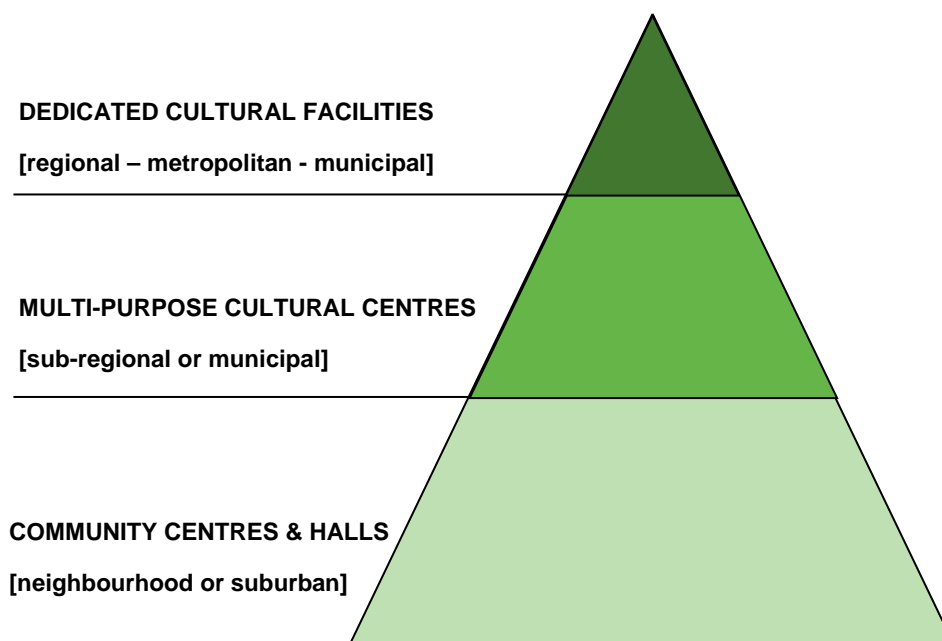 DEDICATED CULTURAL FACILITIES
[regional – metropolitan - municipal]
MULTI-PURPOSE CULTURAL CENTRES
[sub-regional or municipal]
COMMUNITY CENTRES & HALLS
[neighbourhood or suburban]